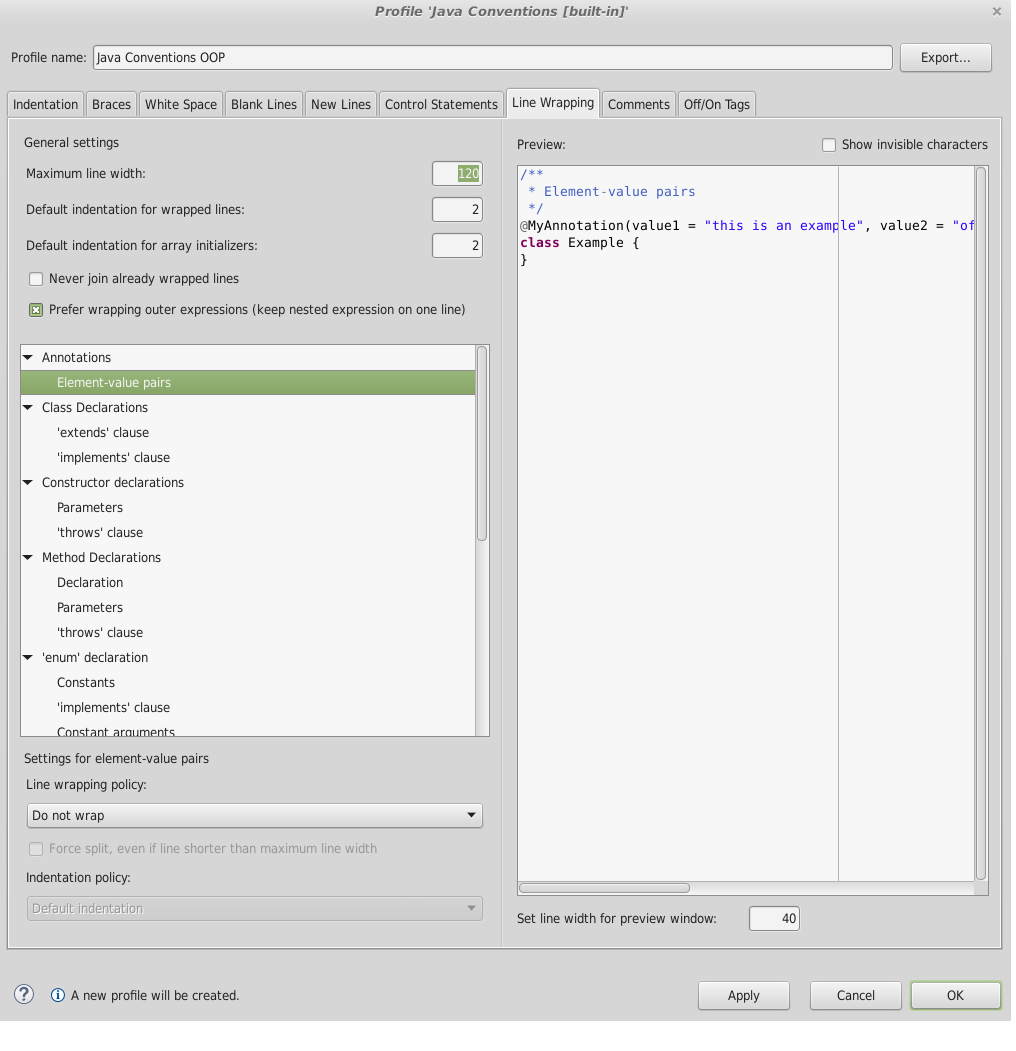 Profile 'Java Conventions [built-in]'
Profile name: Java Conventions OOP Export...
Indentation Braces White Space Blank Lines New Lines Control Statements Line Wrapping Comments Off/On Tags
General settings
Maximum line width: 120
Default indentation for wrapped lines: 2
Default indentation for array initializers: 2
Never join already wrapped lines
Prefer wrapping outer expressions (keep nested expression on one line)
Annotations
Element-value pairs
Class Declarations
'extends' clause
'implements' clause
Constructor declarations
Parameters
'throws' clause
Method Declarations
Declaration
Parameters
'throws' clause
'enum' declaration
Constants
'implements' clause
Constant arguments
Settings for element-value pairs
Line wrapping policy:
Do not wrap
Force split, even if line shorter than maximum line width
Indentation policy:
Default indentation
Preview: Show invisible characters
/**
 * Element-value pairs
 */
@MyAnnotation(value1 = "this is an example", value2 = "of
class Example {
}
Set line width for preview window: 40
? i A new profile will be created. Apply Cancel OK